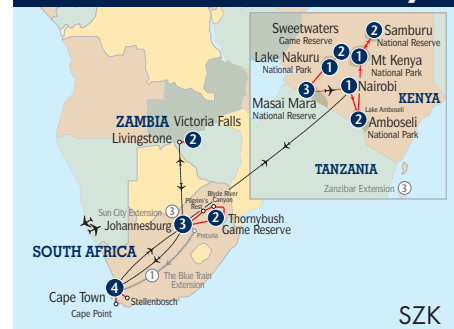 Sweetwaters
Game Reserve
2
Samburu
National Reserve
Lake Nakuru
National Park
1
2
1
Mt Kenya
National Park
3
1
Nairobi
Masai Mara
National Reserve
KENYA
Lake Amboseli
2
Amboseli
National Park
TANZANIA
Zanzibar Extension
3
ZAMBIA
Victoria Falls
Livingstone
2
Sun City Extension
3
Pilgrim's
Rest
Blyde River
Canyon
Johannesburg
3
2
Thornybush
Game Reserve
Pretoria
SOUTH AFRICA
1
The Blue Train
Extension
4
Cape Town
Stellenbosch
Cape Point
SZK